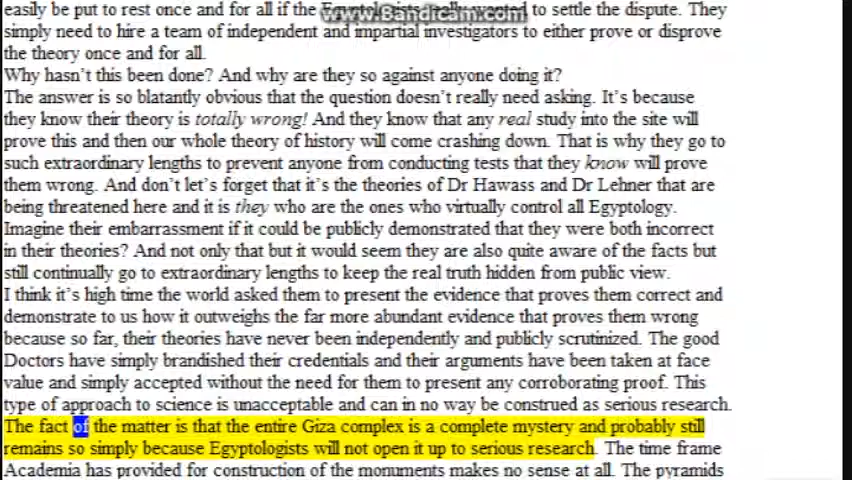 easily be put to rest once and for all if the Egyptologists really wanted to settle the dispute. They
www.Bandicam.com
simply need to hire a team of independent and impartial investigators to either prove or disprove
the theory once and for all.
Why hasn't this been done? And why are they so against anyone doing it?
The answer is so blatantly obvious that the question doesn't really need asking. It's because
they know their theory is totally wrong! And they know that any real study into the site will
prove this and then our whole theory of history will come crashing down. That is why they go to
such extraordinary lengths to prevent anyone from conducting tests that they know will prove
them wrong. And don't let's forget that it's the theories of Dr Hawass and Dr Lehner that are
being threatened here and it is they who are the ones who virtually control all Egyptology.
Imagine their embarrassment if it could be publicly demonstrated that they were both incorrect
in their theories? And not only that but it would seem they are also quite aware of the facts but
still continually go to extraordinary lengths to keep the real truth hidden from public view.
I think it's high time the world asked them to present the evidence that proves them correct and
demonstrate to us how it outweighs the far more abundant evidence that proves them wrong
because so far, their theories have never been independently and publicly scrutinized. The good
Doctors have simply brandished their credentials and their arguments have been taken at face
value and simply accepted without the need for them to present any corroborating proof. This
type of approach to science is unacceptable and can in no way be construed as serious research.
The fact of the matter is that the entire Giza complex is a complete mystery and probably still
remains so simply because Egyptologists will not open it up to serious research. The time frame
Academia has provided for construction of the monuments makes no sense at all. The pyramids